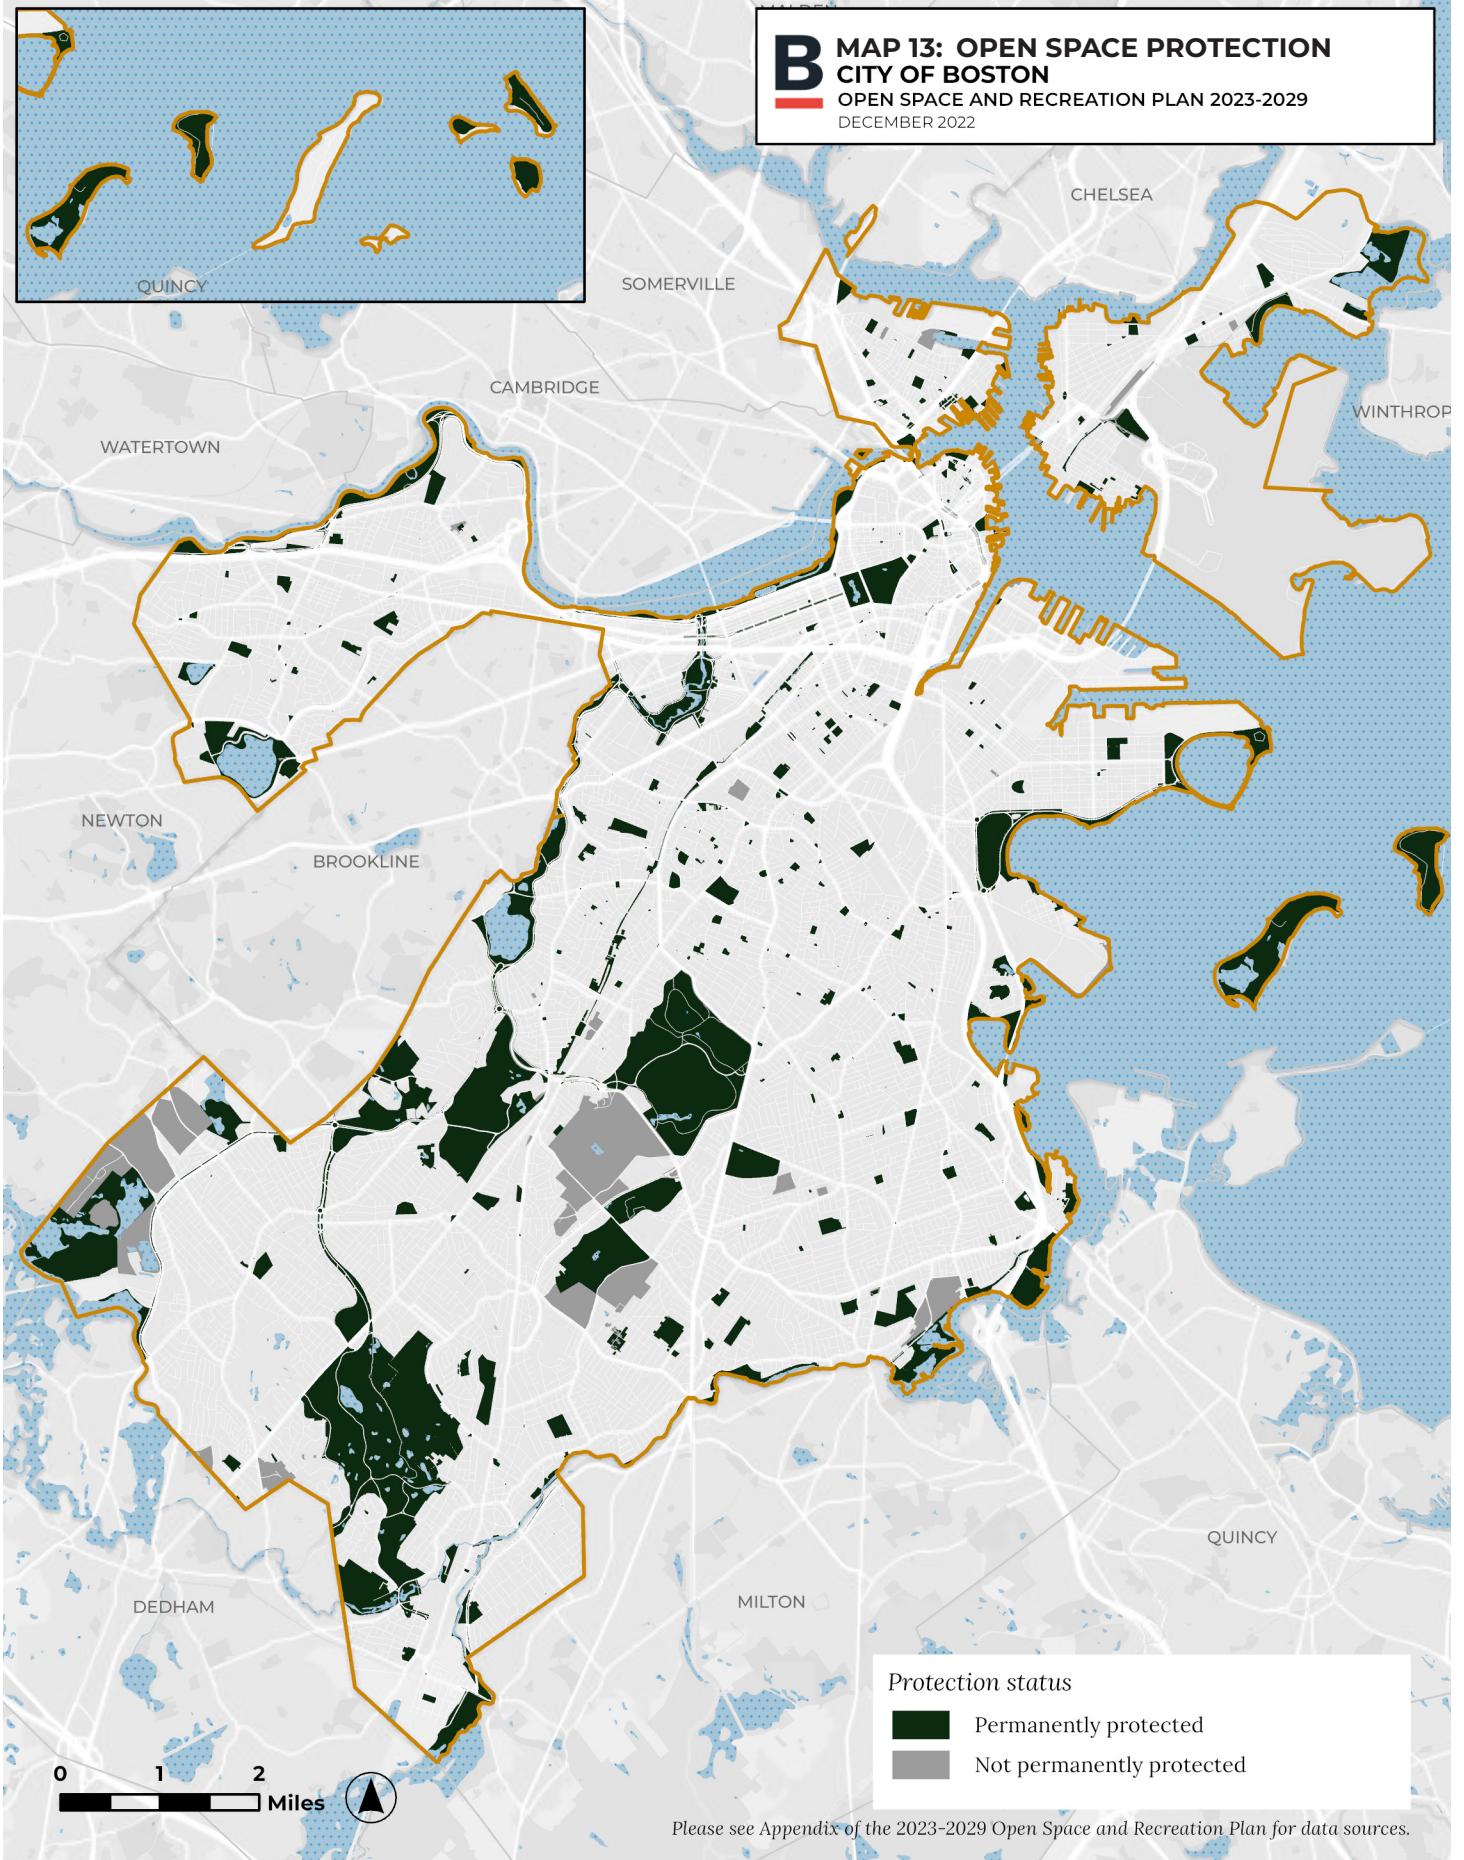 MALDEN
B
MAP 13: OPEN SPACE PROTECTION
CITY OF BOSTON
OPEN SPACE AND RECREATION PLAN 2023-2029
DECEMBER 2022
CHELSEA
QUINCY
SOMERVILLE
CAMBRIDGE
WINTHROP
WATERTOWN
NEWTON
BROOKLINE
QUINCY
DEDHAM
MILTON
Protection status
Permanently protected
Not permanently protected
0 1 2
Miles
Please see Appendix of the 2023-2029 Open Space and Recreation Plan for data sources.